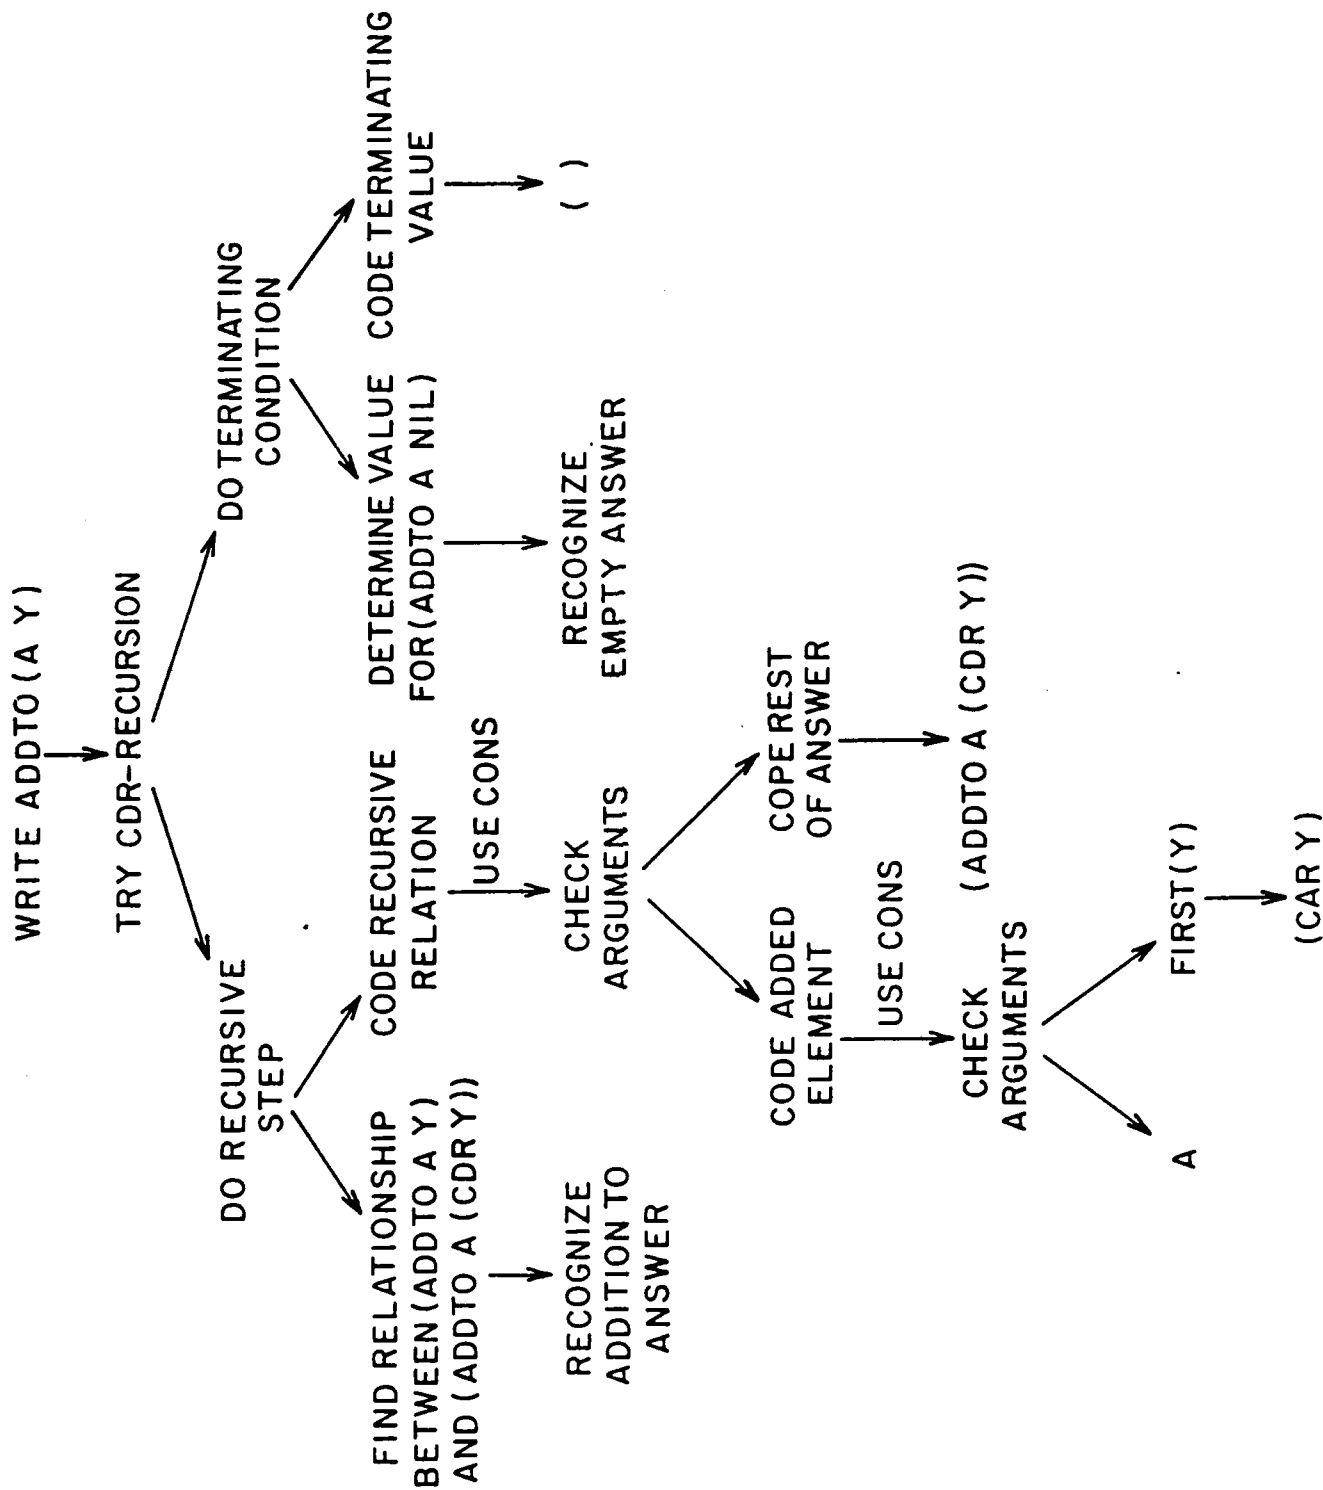 WRITE ADDTO (A Y)
TRY CDR-RECURSION
DO RECURSIVE
STEP
DO TERMINATING
CONDITION
FIND RELATIONSHIP
BETWEEN (ADDTO A Y)
AND (ADDTO A (CDR Y))
CODE RECURSIVE
RELATION
DETERMINE VALUE
FOR (ADDTO A NIL)
CODE TERMINATING
VALUE
USE CONS
RECOGNIZE
ADDITION TO
ANSWER
CHECK
ARGUMENTS
RECOGNIZE
EMPTY ANSWER
( )
CODE ADDED
ELEMENT
COPE REST
OF ANSWER
USE CONS
CHECK
ARGUMENTS
(ADDTO A (CDR Y))
A
FIRST (Y)
(CAR Y)